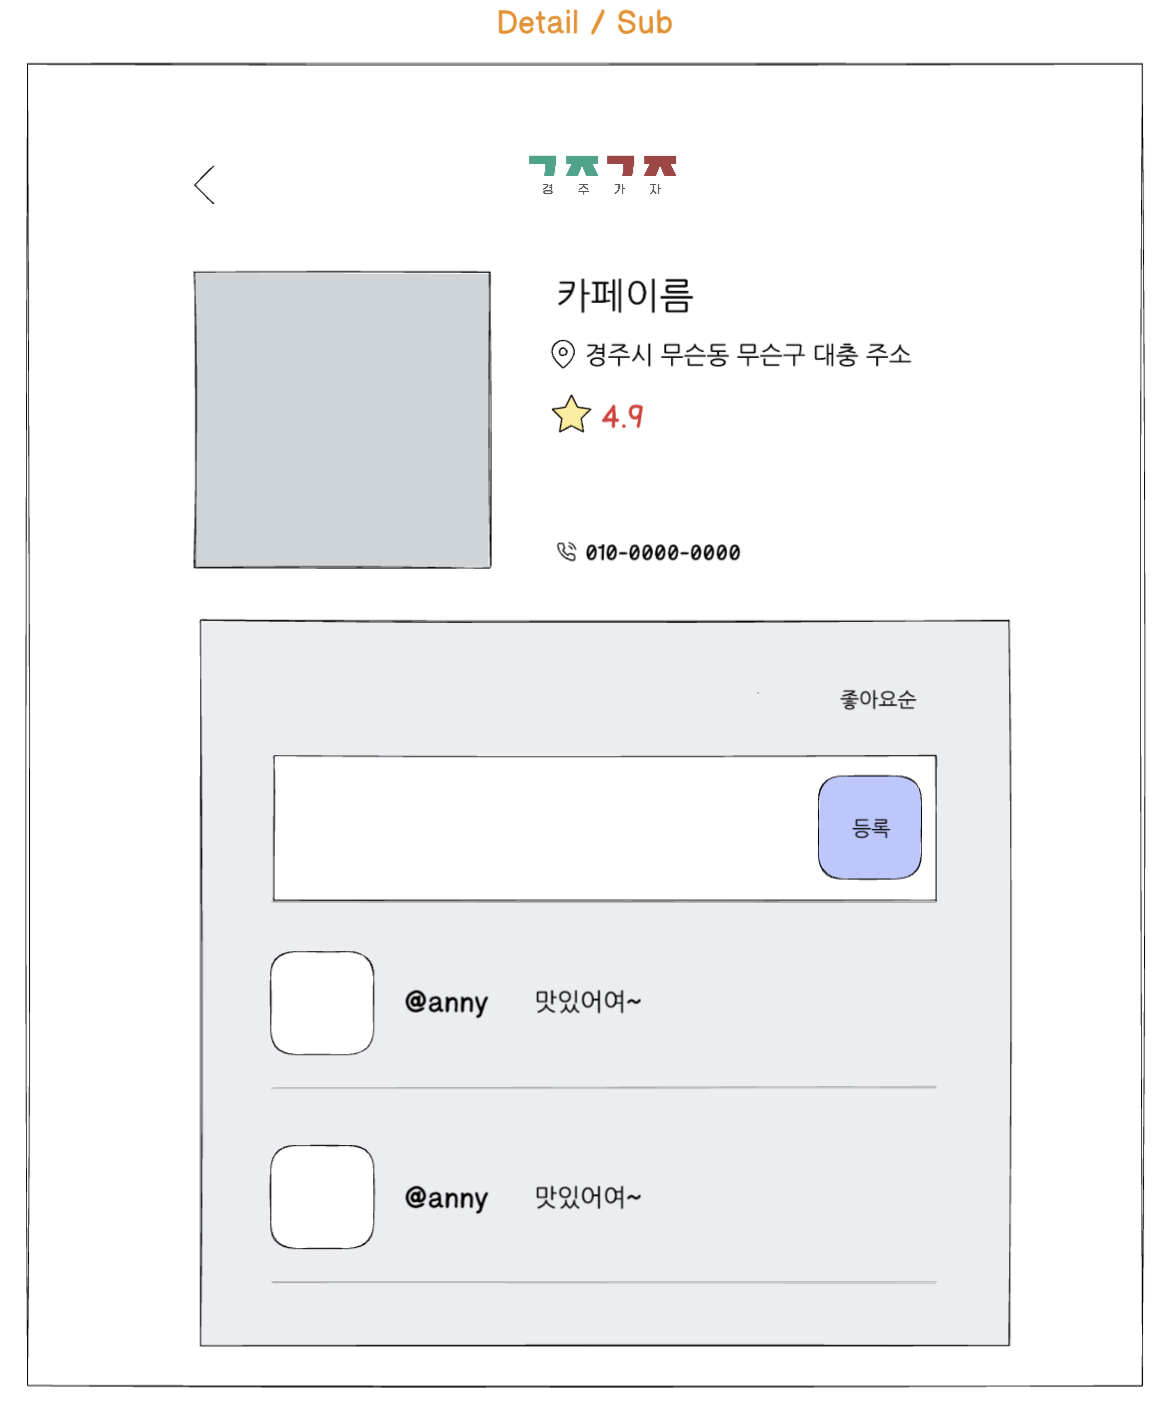 Detail / Sub
경 주 가 자
카페이름
경주시 무슨동 무슨구 대충 주소
4.9
010-0000-0000
좋아요순
등록
@anny 맛있어여~
@anny 맛있어여~